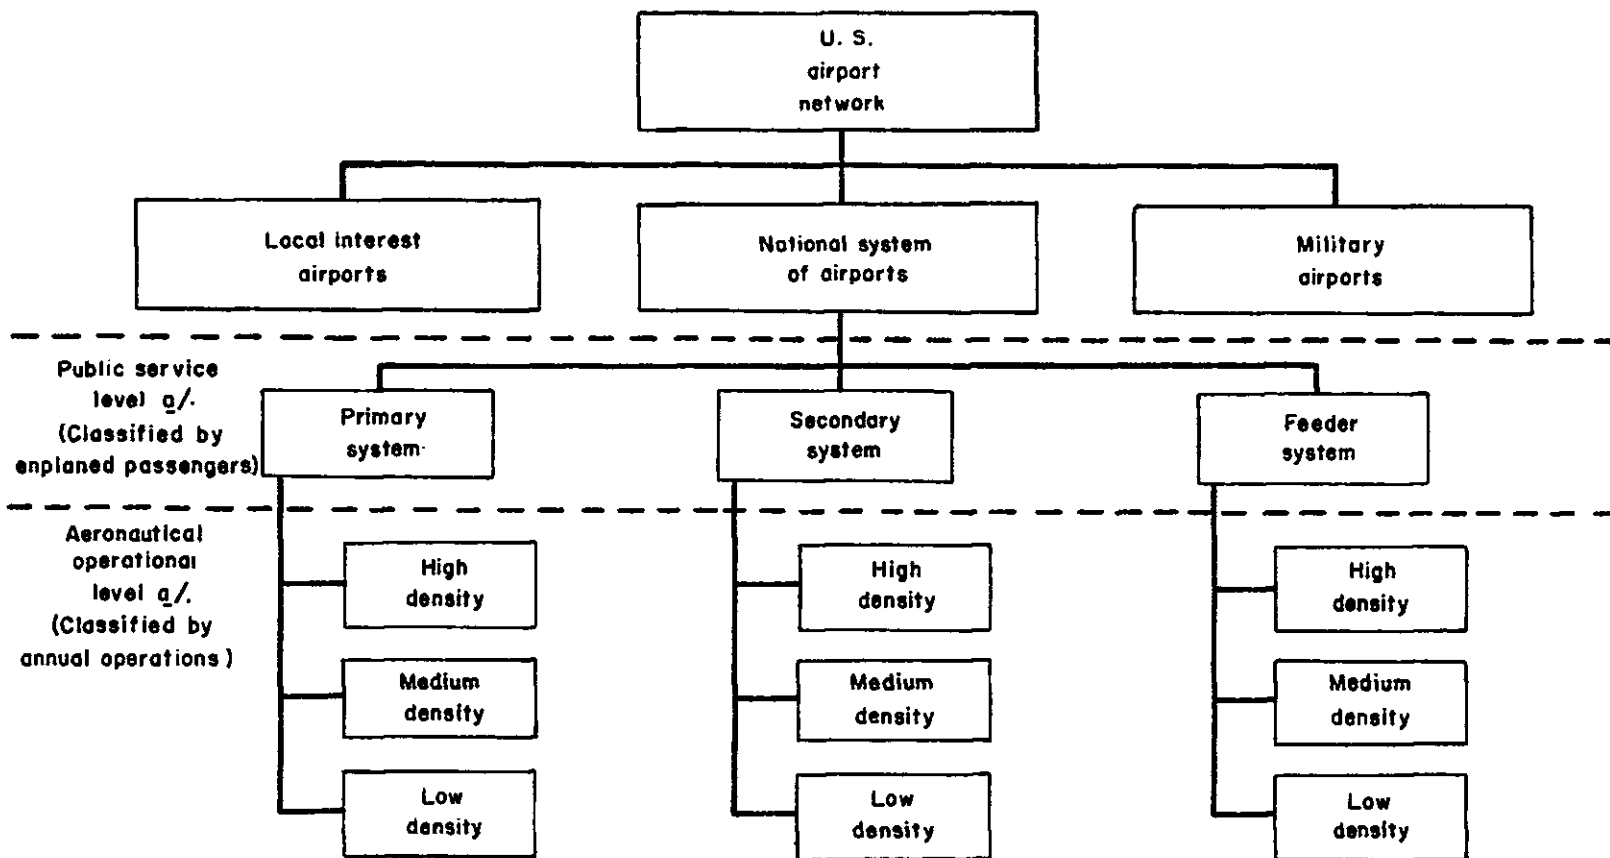 U. S.
airport
network
Local interest
airports
National system
of airports
Military
airports
Public service
level a/.
(Classified by
enplaned passengers)
Primary
system
Secondary
system
Feeder
system
Aeronautical
operational
level a/.
(Classified by
annual operations)
High
density
High
density
High
density
Medium
density
Medium
density
Medium
density
Low
density
Low
density
Low
density